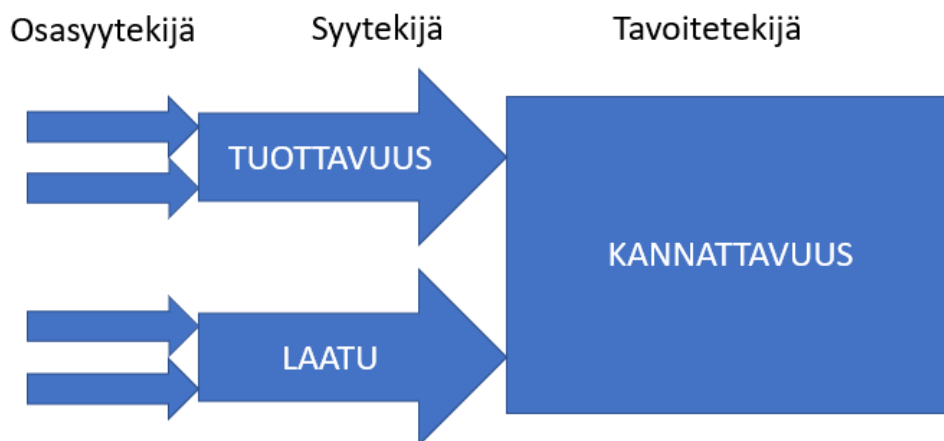 Osasyytekijä
Syytekijä
Tavoitetekijä
TUOTTAVUUS
KANNATTAVUUS
LAATU